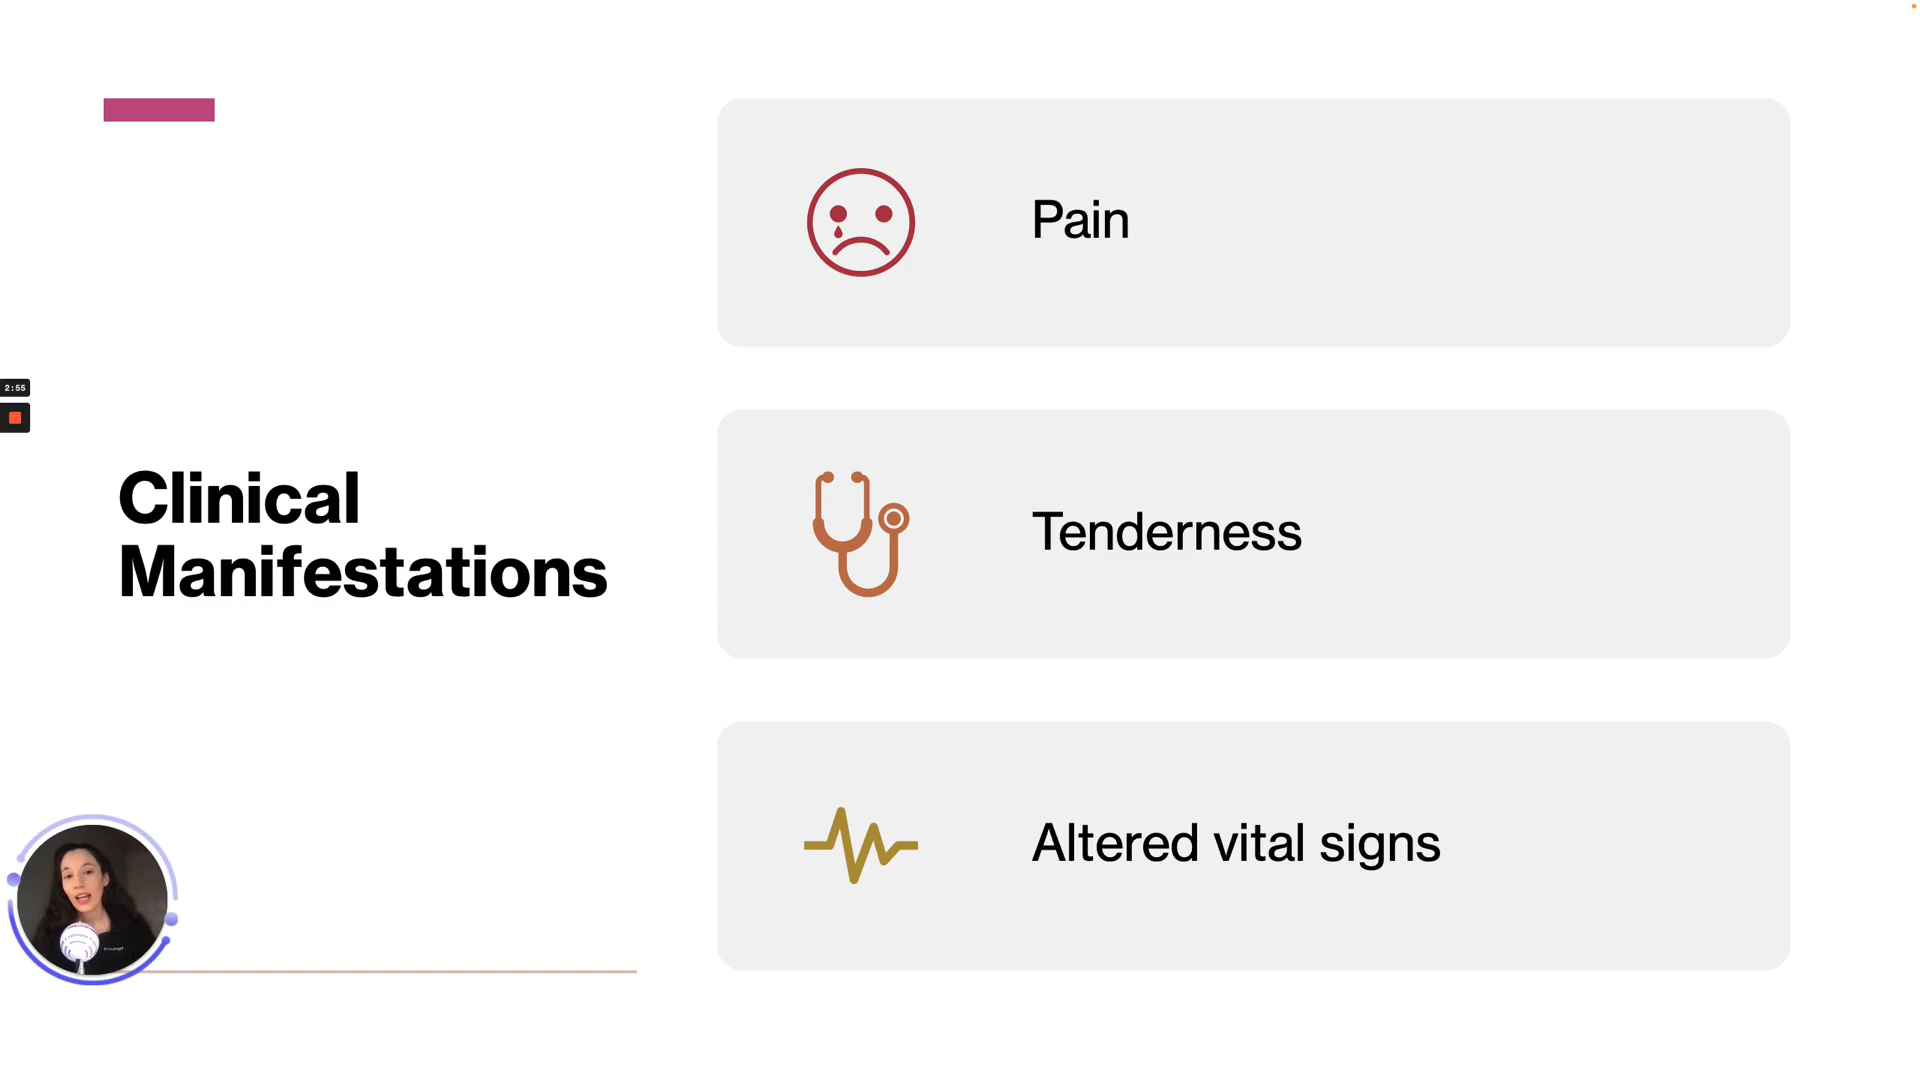 2:55
Clinical
Manifestations
Pain
Tenderness
Altered vital signs